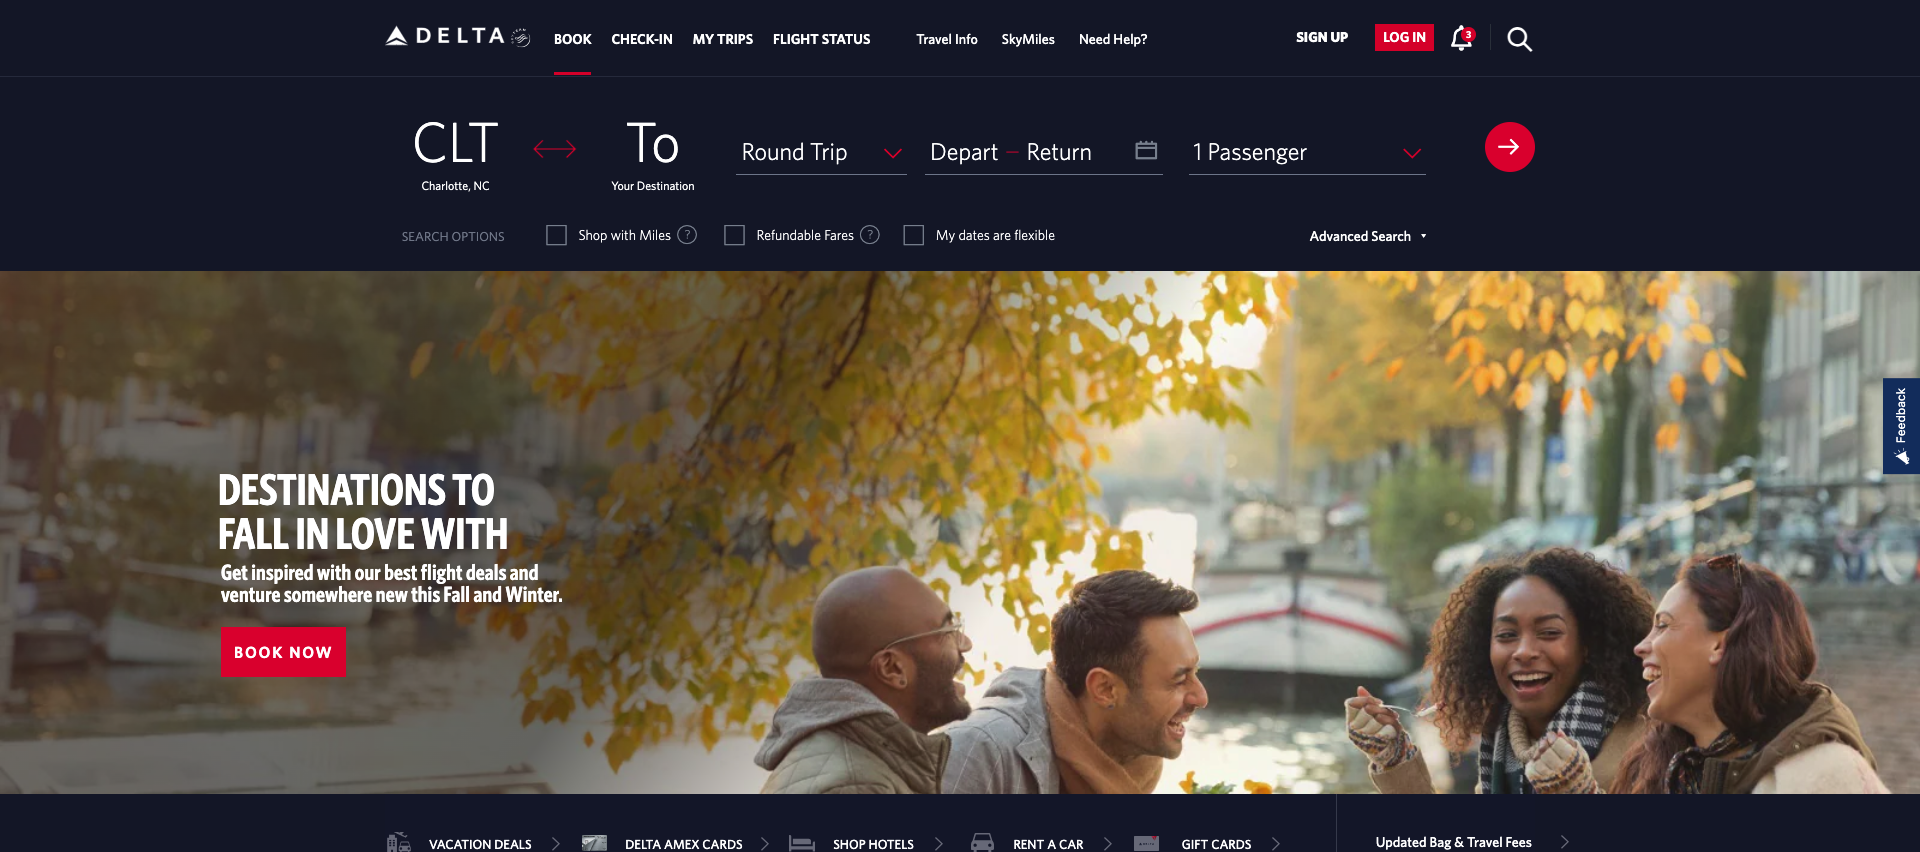 DELTA
BOOK CHECK-IN MY TRIPS FLIGHT STATUS Travel Info SkyMiles Need Help? SIGN UP LOG IN 3
CLT To Round Trip Depart – Return 1 Passenger
Charlotte, NC Your Destination
SEARCH OPTIONS Shop with Miles ? Refundable Fares ? My dates are flexible Advanced Search
Feedback
DESTINATIONS TO
FALL IN LOVE WITH
Get inspired with our best flight deals and
venture somewhere new this Fall and Winter.
BOOK NOW
VACATION DEALS DELTA AMEX CARDS SHOP HOTELS RENT A CAR GIFT CARDS Updated Bag & Travel Fees